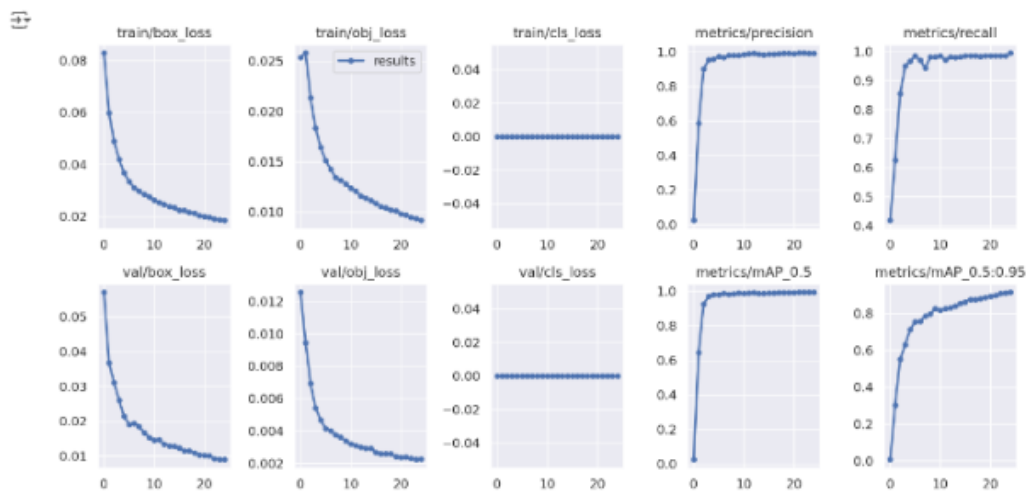 train/box_loss
0.08
0.06
0.04
0.02
0 10 20
train/obj_loss
results
0.025
0.020
0.015
0.010
0 10 20
train/cls_loss
0.04
0.02
0.00
−0.02
−0.04
0 10 20
metrics/precision
1.0
0.8
0.6
0.4
0.2
0.0
0 10 20
metrics/recall
1.0
0.9
0.8
0.7
0.6
0.5
0.4
0 10 20
val/box_loss
0.05
0.04
0.03
0.02
0.01
0 10 20
val/obj_loss
0.012
0.010
0.008
0.006
0.004
0.002
0 10 20
val/cls_loss
0.04
0.02
0.00
−0.02
−0.04
0 10 20
metrics/mAP_0.5
1.0
0.8
0.6
0.4
0.2
0.0
0 10 20
metrics/mAP_0.5:0.95
0.8
0.6
0.4
0.2
0.0
0 10 20